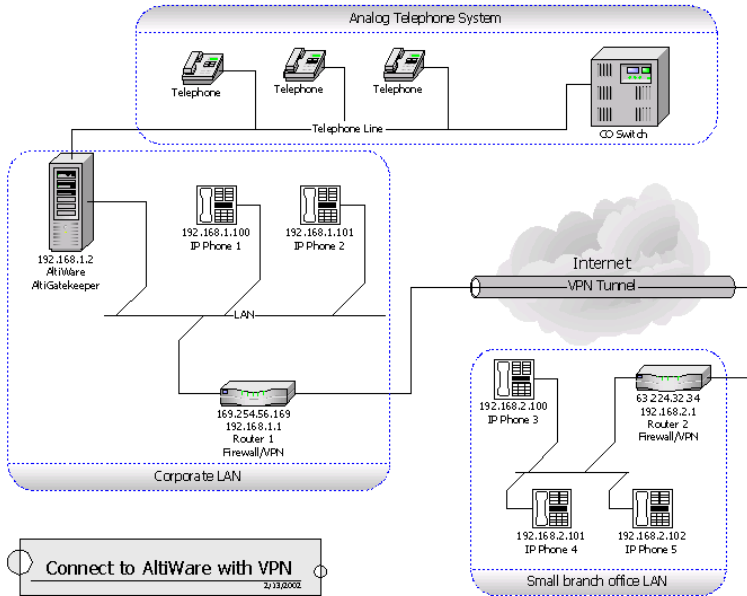 Analog Telephone System
Telephone
Telephone
Telephone
Telephone Line
CO Switch
192.168.1.2
AltiWare
AltiGatekeeper
192.168.1.100
IP Phone 1
192.168.1.101
IP Phone 2
LAN
169.254.56.169
192.168.1.1
Router 1
Firewall/VPN
Corporate LAN
Internet
VPN Tunnel
192.168.2.100
IP Phone 3
63.224.32.34
192.168.2.1
Router 2
Firewall/VPN
192.168.2.101
IP Phone 4
192.168.2.102
IP Phone 5
Small branch office LAN
Connect to AltiWare with VPN
2/13/2002